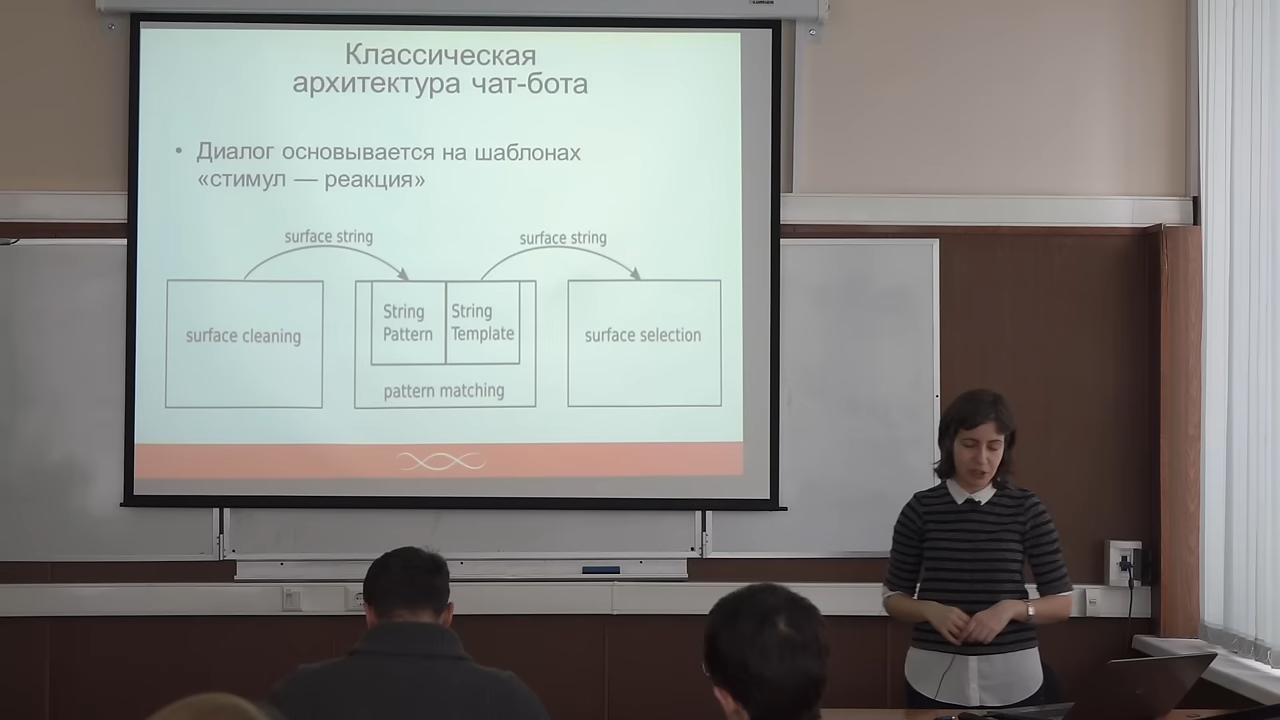 Классическая
архитектура чат-бота
• Диалог основывается на шаблонах
«стимул — реакция»
surface string
surface string
surface cleaning
String
Pattern
String
Template
pattern matching
surface selection